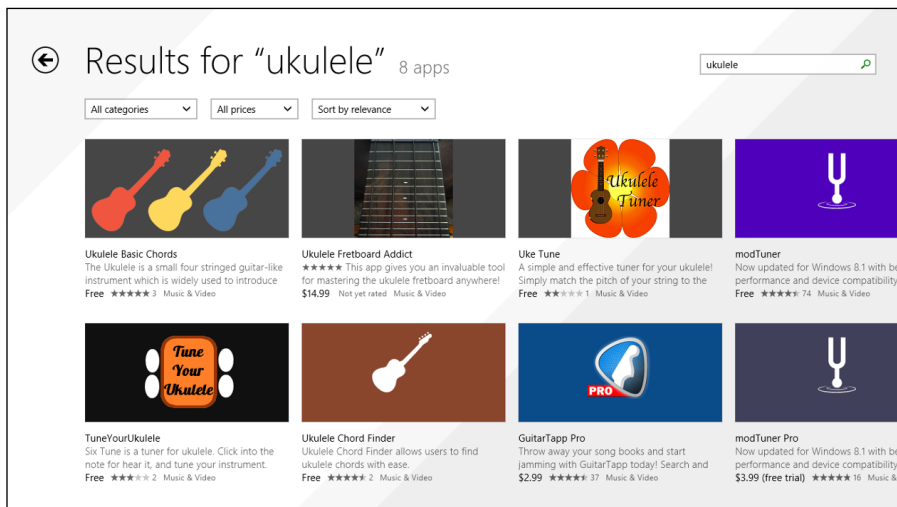 Results for “ukulele” 8 apps
ukulele
All categories
All prices
Sort by relevance
Ukulele
Tuner
Ukulele Basic Chords
The Ukulele is a small four stringed guitar-like
instrument which is widely used to introduce
Free ★★★★★ 3 Music & Video
Ukulele Fretboard Addict
★★★★★ This app gives you an invaluable tool
for mastering the ukulele fretboard anywhere!
$14.99 Not yet rated Music & Video
Uke Tune
A simple and effective tuner for your ukulele!
Simply match the pitch of your string to the
Free ★★★★★ 1 Music & Video
modTuner
Now updated for Windows 8.1 with be
performance and device compatibility
Free ★★★★★ 74 Music & Video
Tune
Your
Ukulele
PRO
TuneYourUkulele
Six Tune is a tuner for ukulele. Click into the
note for hear it, and tune your instrument.
Free ★★★★★ 2 Music & Video
Ukulele Chord Finder
Ukulele Chord Finder allows users to find
ukulele chords with ease.
Free ★★★★★ 2 Music & Video
GuitarTapp Pro
Throw away your song books and start
jamming with GuitarTapp today! Search and
$2.99 ★★★★★ 37 Music & Video
modTuner Pro
Now updated for Windows 8.1 with be
performance and device compatibility
$3.99 (free trial) ★★★★★ 16 Music &